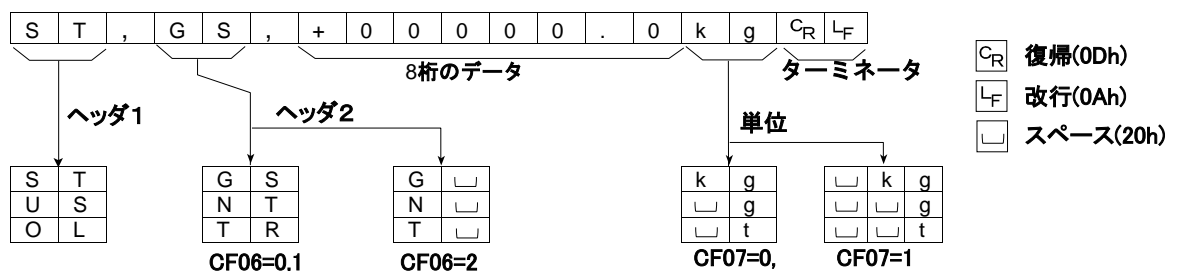 S T , G S , + 0 0 0 0 0 . 0 k g CR LF
8桁のデータ
ターミネータ
CR 復帰(0Dh)
LF 改行(0Ah)
␣ スペース(20h)
ヘッダ1
ヘッダ2
単位
S T
U S
O L
G S
N T
T R
CF06=0.1
G ␣
N ␣
T ␣
CF06=2
k g
␣ g
␣ t
CF07=0,
␣ k g
␣ ␣ g
␣ ␣ t
CF07=1